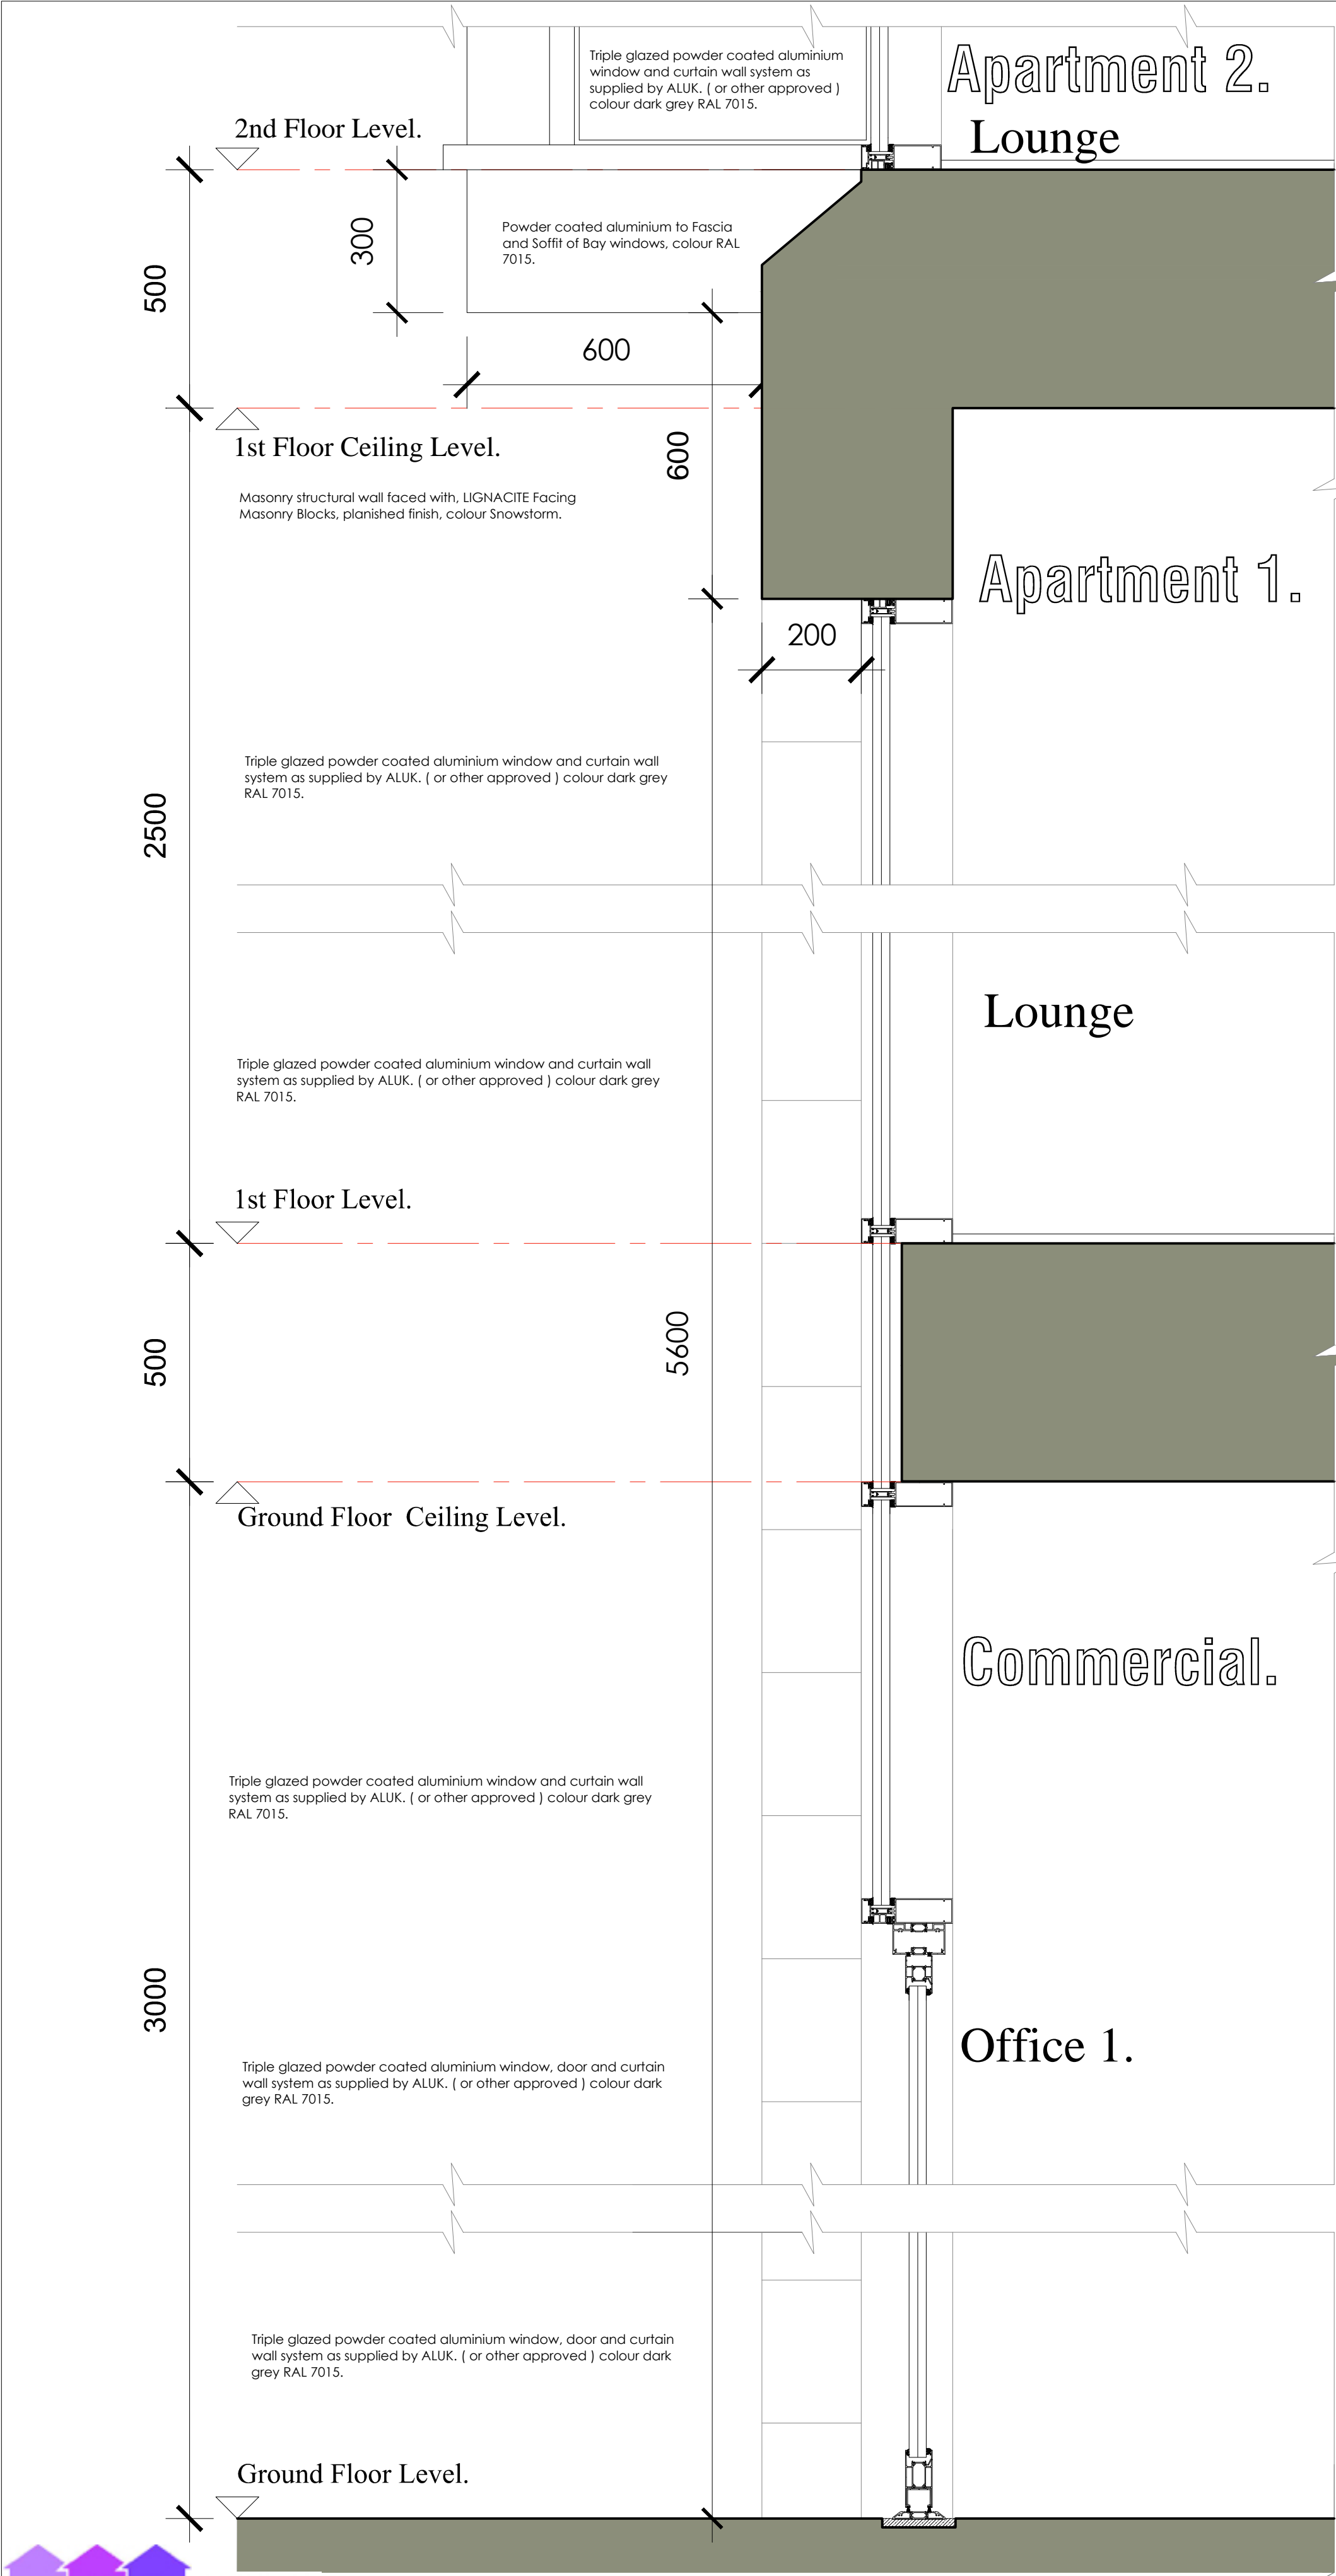 Triple glazed powder coated aluminium
window and curtain wall system as
supplied by ALUK. ( or other approved )
colour dark grey RAL 7015.
Apartment 2.
Lounge
2nd Floor Level.
300
500
Powder coated aluminium to Fascia
and Soffit of Bay windows, colour RAL
7015.
600
1st Floor Ceiling Level.
600
Masonry structural wall faced with, LIGNACITE Facing
Masonry Blocks, planished finish, colour Snowstorm.
Apartment 1.
200
Triple glazed powder coated aluminium window and curtain wall
system as supplied by ALUK. ( or other approved ) colour dark grey
RAL 7015.
2500
Lounge
Triple glazed powder coated aluminium window and curtain wall
system as supplied by ALUK. ( or other approved ) colour dark grey
RAL 7015.
1st Floor Level.
500
5600
Ground Floor  Ceiling Level.
Commercial.
Triple glazed powder coated aluminium window and curtain wall
system as supplied by ALUK. ( or other approved ) colour dark grey
RAL 7015.
3000
Office 1.
Triple glazed powder coated aluminium window, door and curtain
wall system as supplied by ALUK. ( or other approved ) colour dark
grey RAL 7015.
Triple glazed powder coated aluminium window, door and curtain
wall system as supplied by ALUK. ( or other approved ) colour dark
grey RAL 7015.
Ground Floor Level.